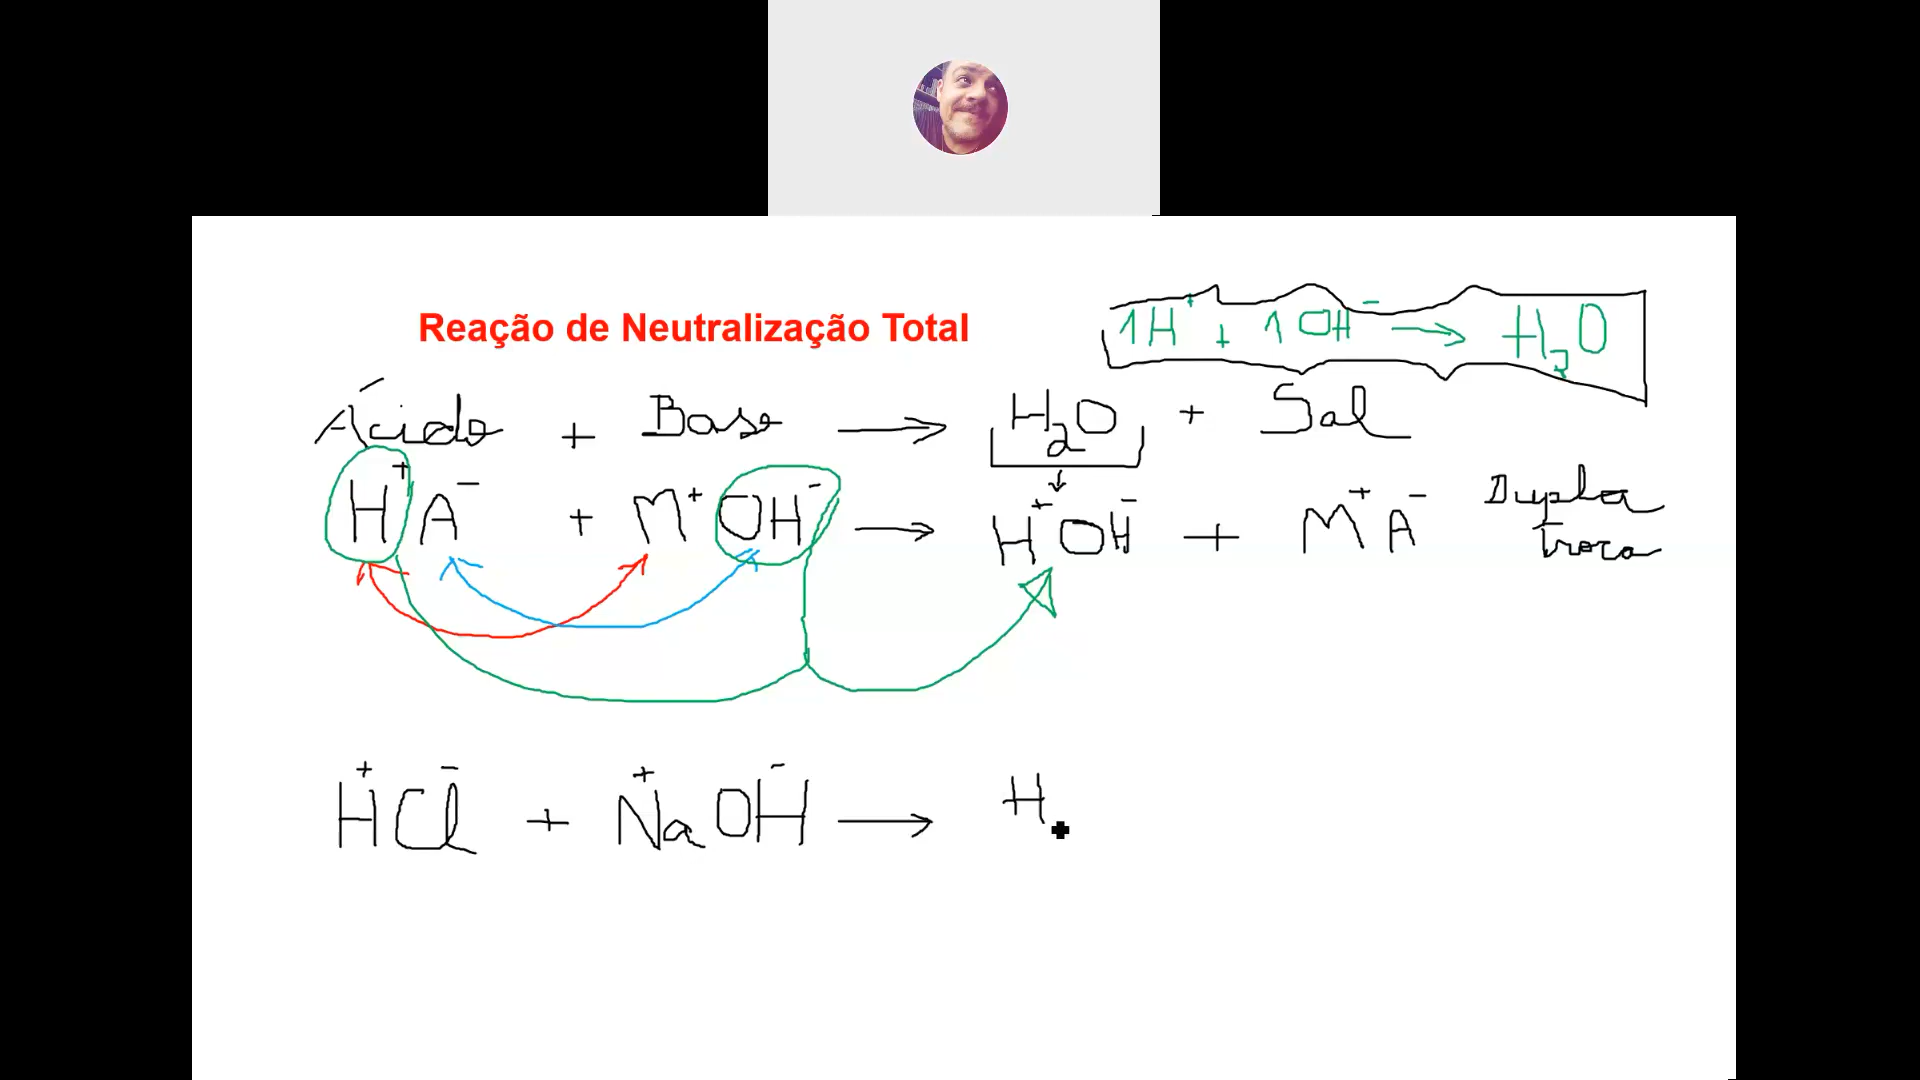 Reação de Neutralização Total
1H⁺ + 1OH⁻ → H₂O
Ácido + Base → H₂O + Sal
H⁺A⁻ + M⁺OH⁻ → H⁺OH⁻ + M⁺A⁻ Dupla
Troca
H⁺Cl⁻ + Na⁺OH⁻ → H